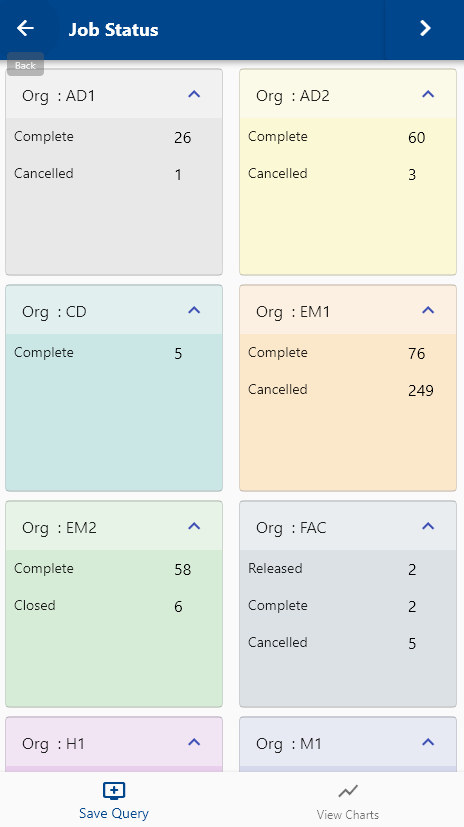 Job Status
Back
Org : AD1
Complete 26
Cancelled 1
Org : AD2
Complete 60
Cancelled 3
Org : CD
Complete 5
Org : EM1
Complete 76
Cancelled 249
Org : EM2
Complete 58
Closed 6
Org : FAC
Released 2
Complete 2
Cancelled 5
Org : H1
Org : M1
Save Query
View Charts